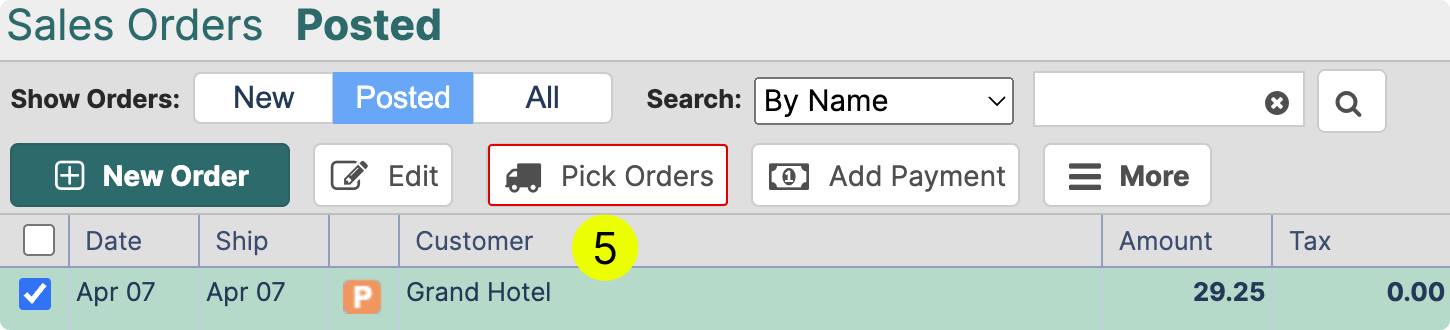 Sales Orders Posted
Show Orders: New Posted All Search: By Name
New Order Edit Pick Orders 1 Add Payment More
Date Ship Customer 5 Amount Tax
Apr 07 Apr 07 P Grand Hotel 29.25 0.00